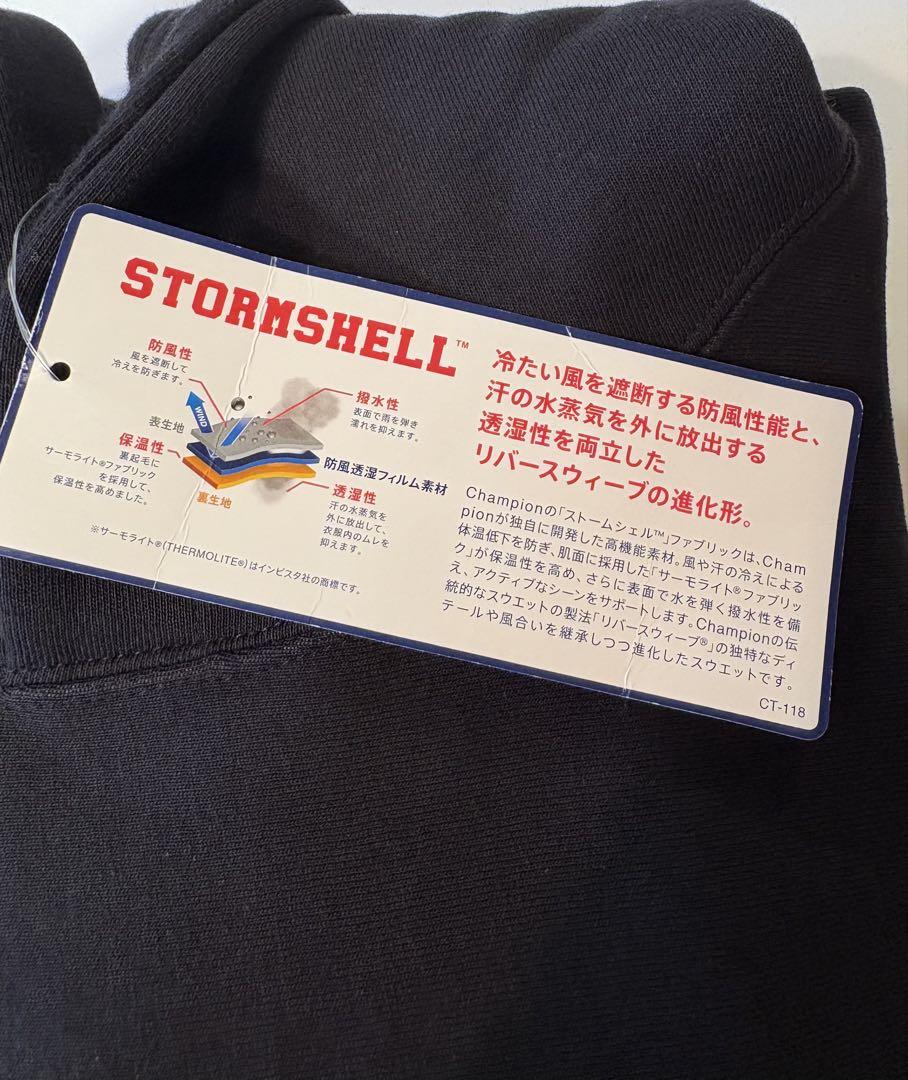 STORMSHELL™
防風性
風を遮断して
冷えを防ぎます。
WIND
撥水性
表面で雨を弾き
濡れを抑えます。
表生地
保温性
裏起毛に
サーモライト®ファブリック
を採用して、
保温性を高めました。
防風透湿フィルム素材
裏生地
透湿性
汗の水蒸気を
外に放出して、
衣服内のムレを
抑えます。
※サーモライト®(THERMOLITE®)はインビスタ社の商標です。
冷たい風を遮断する防風性能と、
汗の水蒸気を外に放出する
透湿性を両立した
リバースウィーブの進化形。
Championの「ストームシェル™」ファブリックは、Cham
pionが独自に開発した高機能素材。風や汗の冷えによる
体温低下を防ぎ、肌面に採用した「サーモライト®ファブリッ
ク」が保温性を高め、さらに表面で水を弾く撥水性を備
え、アクティブなシーンをサポートします。Championの伝
統的なスウエットの製法「リバースウィーブ®」の独特なディ
テールや風合いを継承しつつ進化したスウエットです。
CT-118